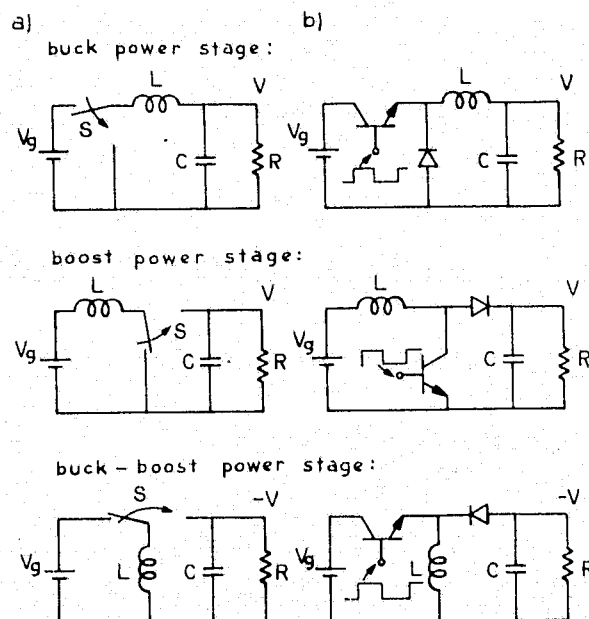 a) b)
buck power stage:
L V L V
Vg S C R Vg C R
boost power stage:
L V L V
Vg S C R Vg C R
buck – boost power stage:
S -V -V
Vg L C R Vg L C R